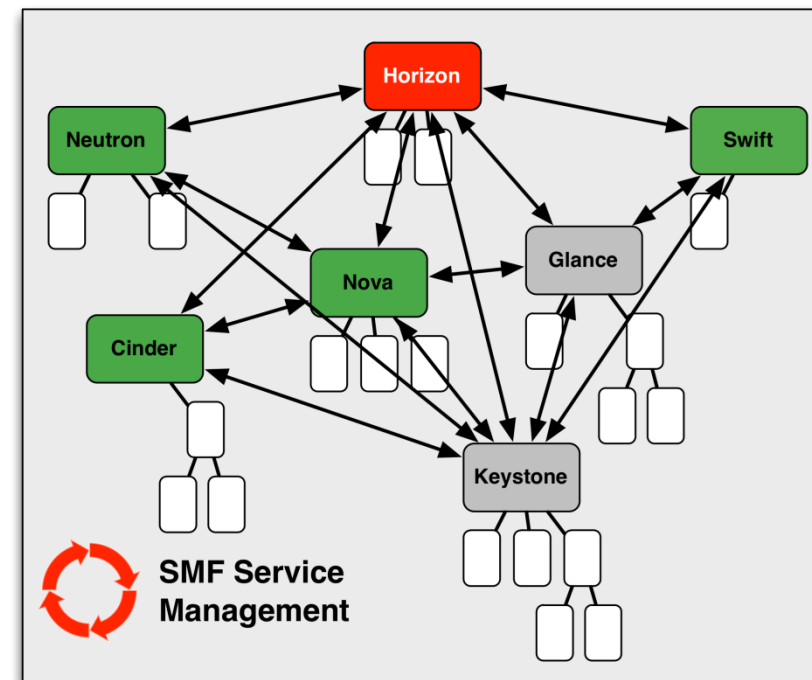 Horizon
Neutron
Swift
Glance
Nova
Cinder
Keystone
SMF Service
Management